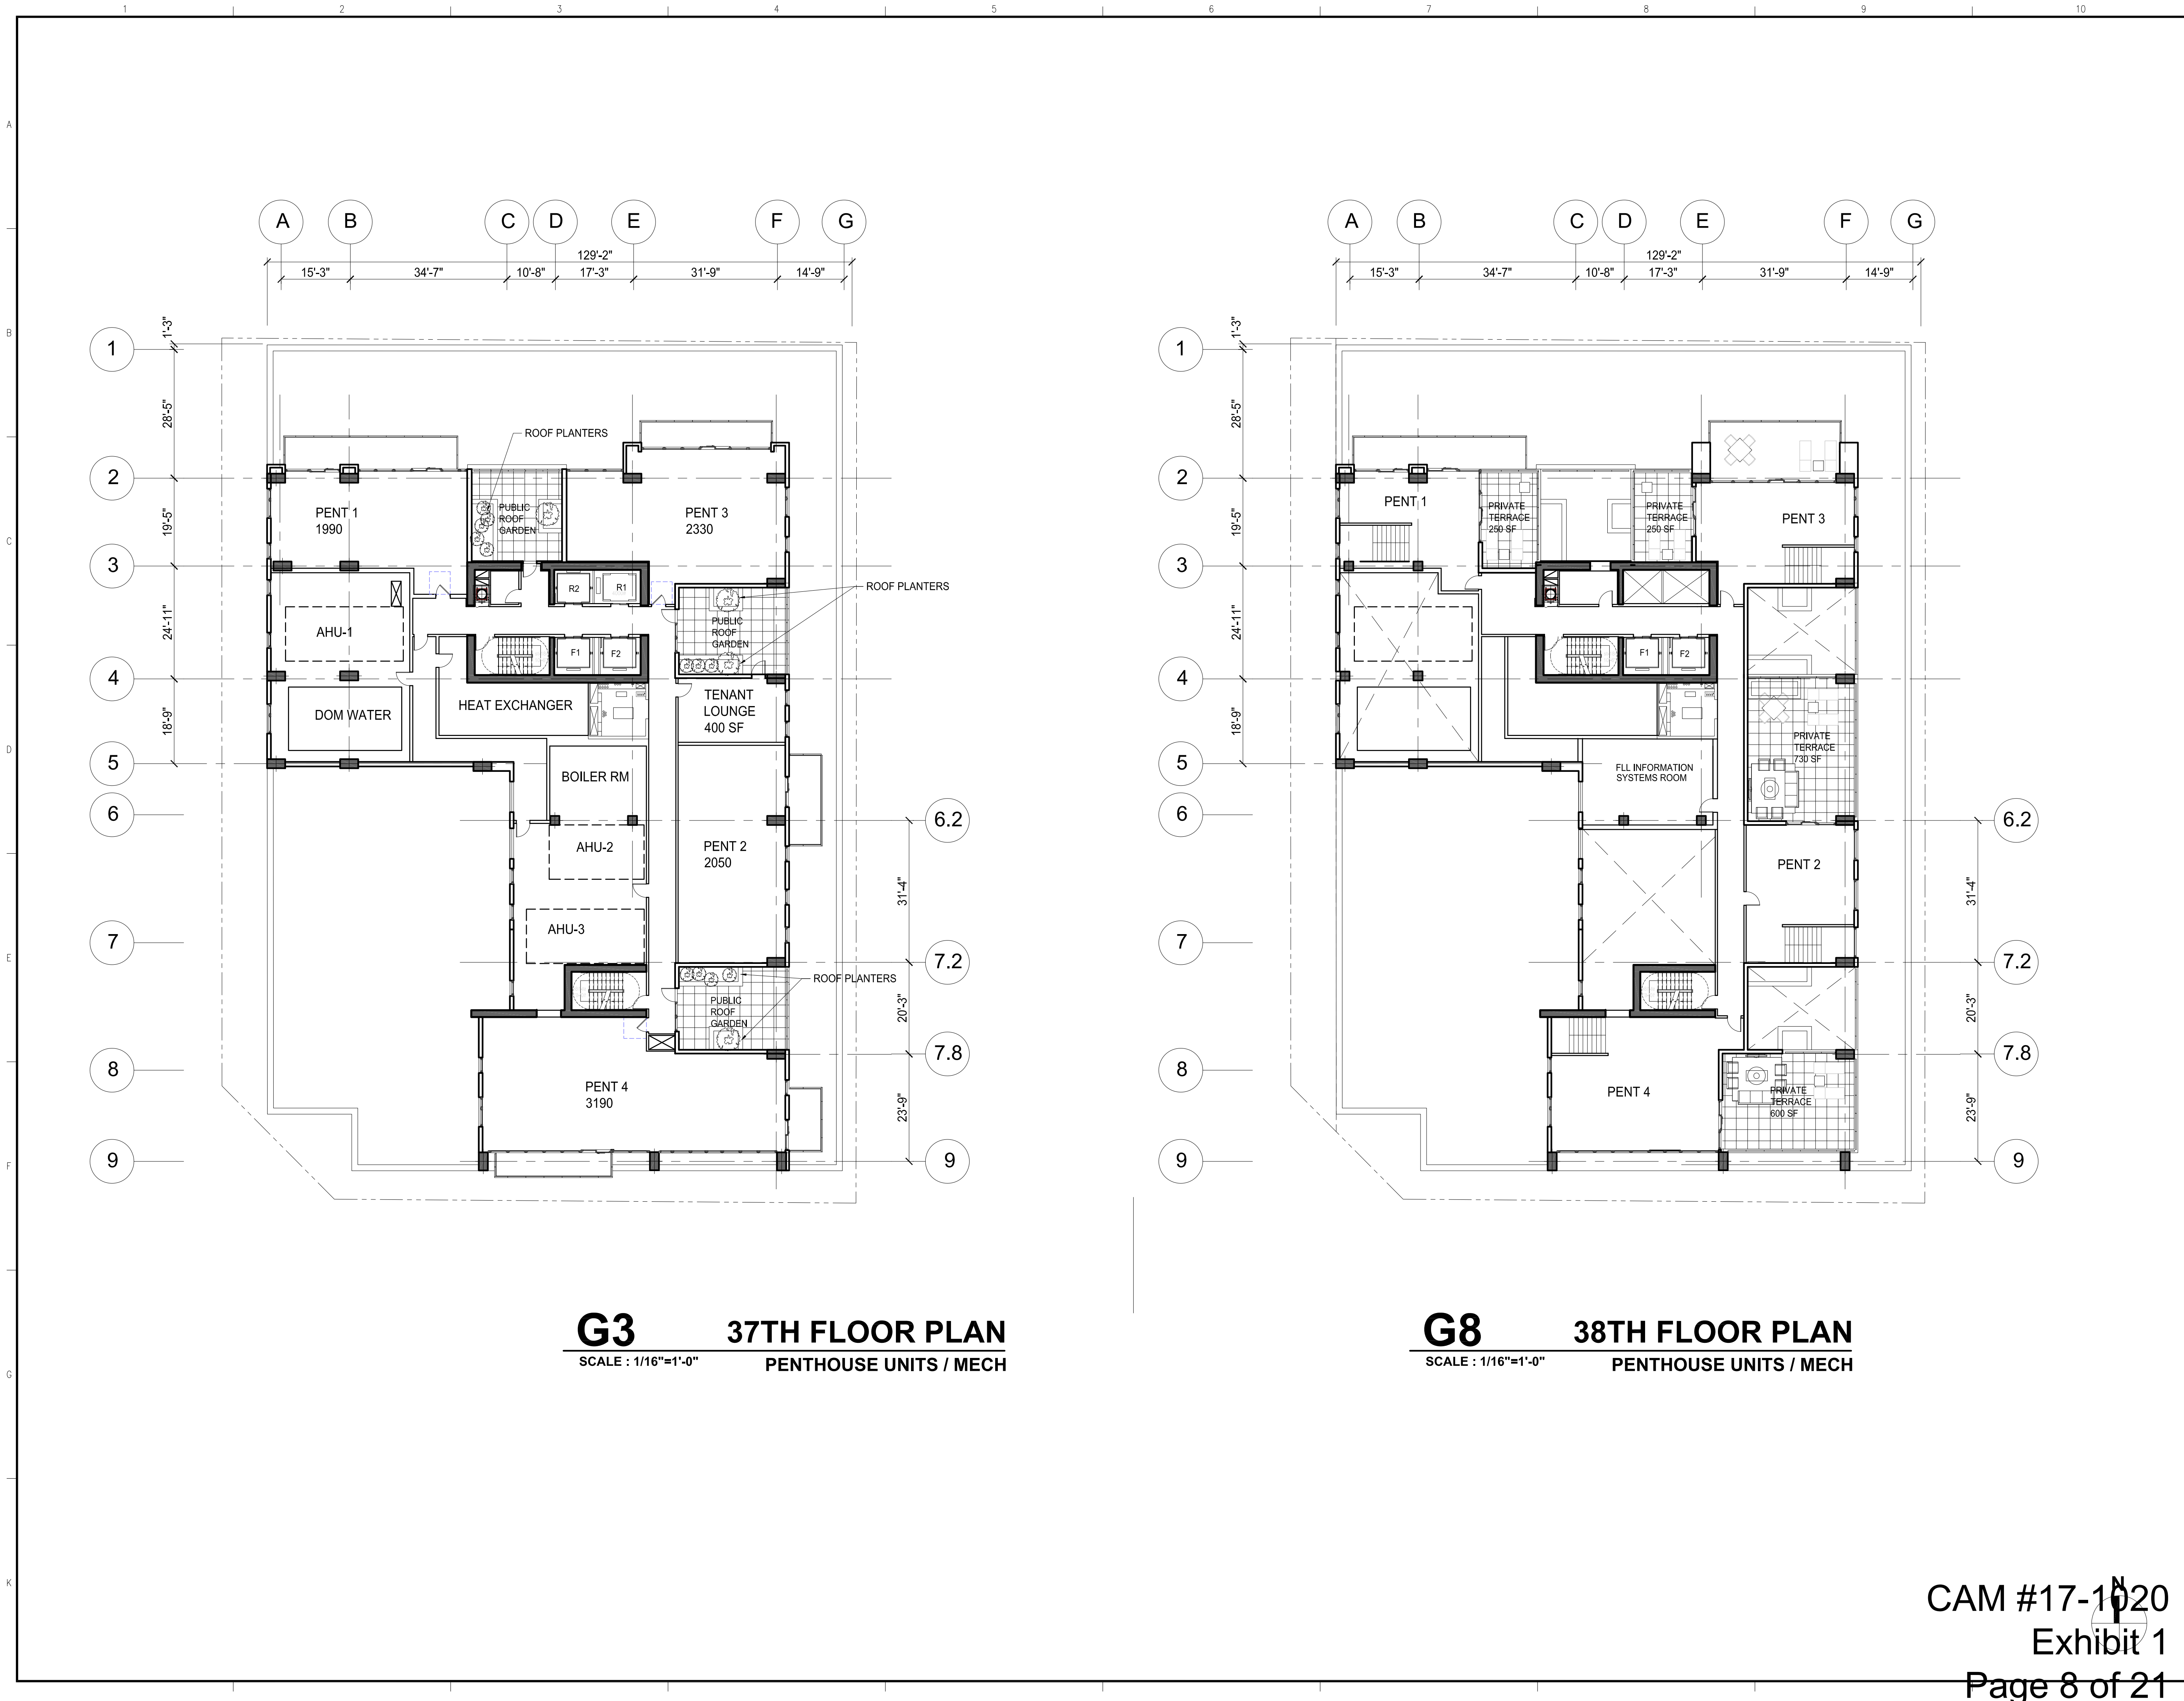 1 2 3 4 5 6 7 8 9 10
A
B
C
D
E
F
G
K
A B C D E F G
129'-2"
15'-3" 34'-7" 10'-8" 17'-3" 31'-9" 14'-9"
1
2
3
4
5
6
7
8
9
1'-3"
28'-5"
19'-5"
24'-11"
18'-9"
ROOF PLANTERS
PENT 1
1990
PUBLIC
ROOF
GARDEN
PENT 3
2330
R2 R1
ROOF PLANTERS
AHU-1
PUBLIC
ROOF
GARDEN
F1 F2
DOM WATER
HEAT EXCHANGER
TENANT
LOUNGE
400 SF
BOILER RM
AHU-2
PENT 2
2050
AHU-3
ROOF PLANTERS
PUBLIC
ROOF
GARDEN
PENT 4
3190
6.2
7.2
7.8
9
31'-4"
20'-3"
23'-9"
G3 37TH FLOOR PLAN
SCALE : 1/16"=1'-0" PENTHOUSE UNITS / MECH
A B C D E F G
129'-2"
15'-3" 34'-7" 10'-8" 17'-3" 31'-9" 14'-9"
1
2
3
4
5
6
7
8
9
1'-3"
28'-5"
19'-5"
24'-11"
18'-9"
PENT 1
PRIVATE
TERRACE
250 SF
PRIVATE
TERRACE
250 SF
PENT 3
F1 F2
PRIVATE
TERRACE
730 SF
FLL INFORMATION
SYSTEMS ROOM
PENT 2
PENT 4
PRIVATE
TERRACE
600 SF
6.2
7.2
7.8
9
31'-4"
20'-3"
23'-9"
G8 38TH FLOOR PLAN
SCALE : 1/16"=1'-0" PENTHOUSE UNITS / MECH
N
CAM #17-1020
Exhibit 1
Page 8 of 21